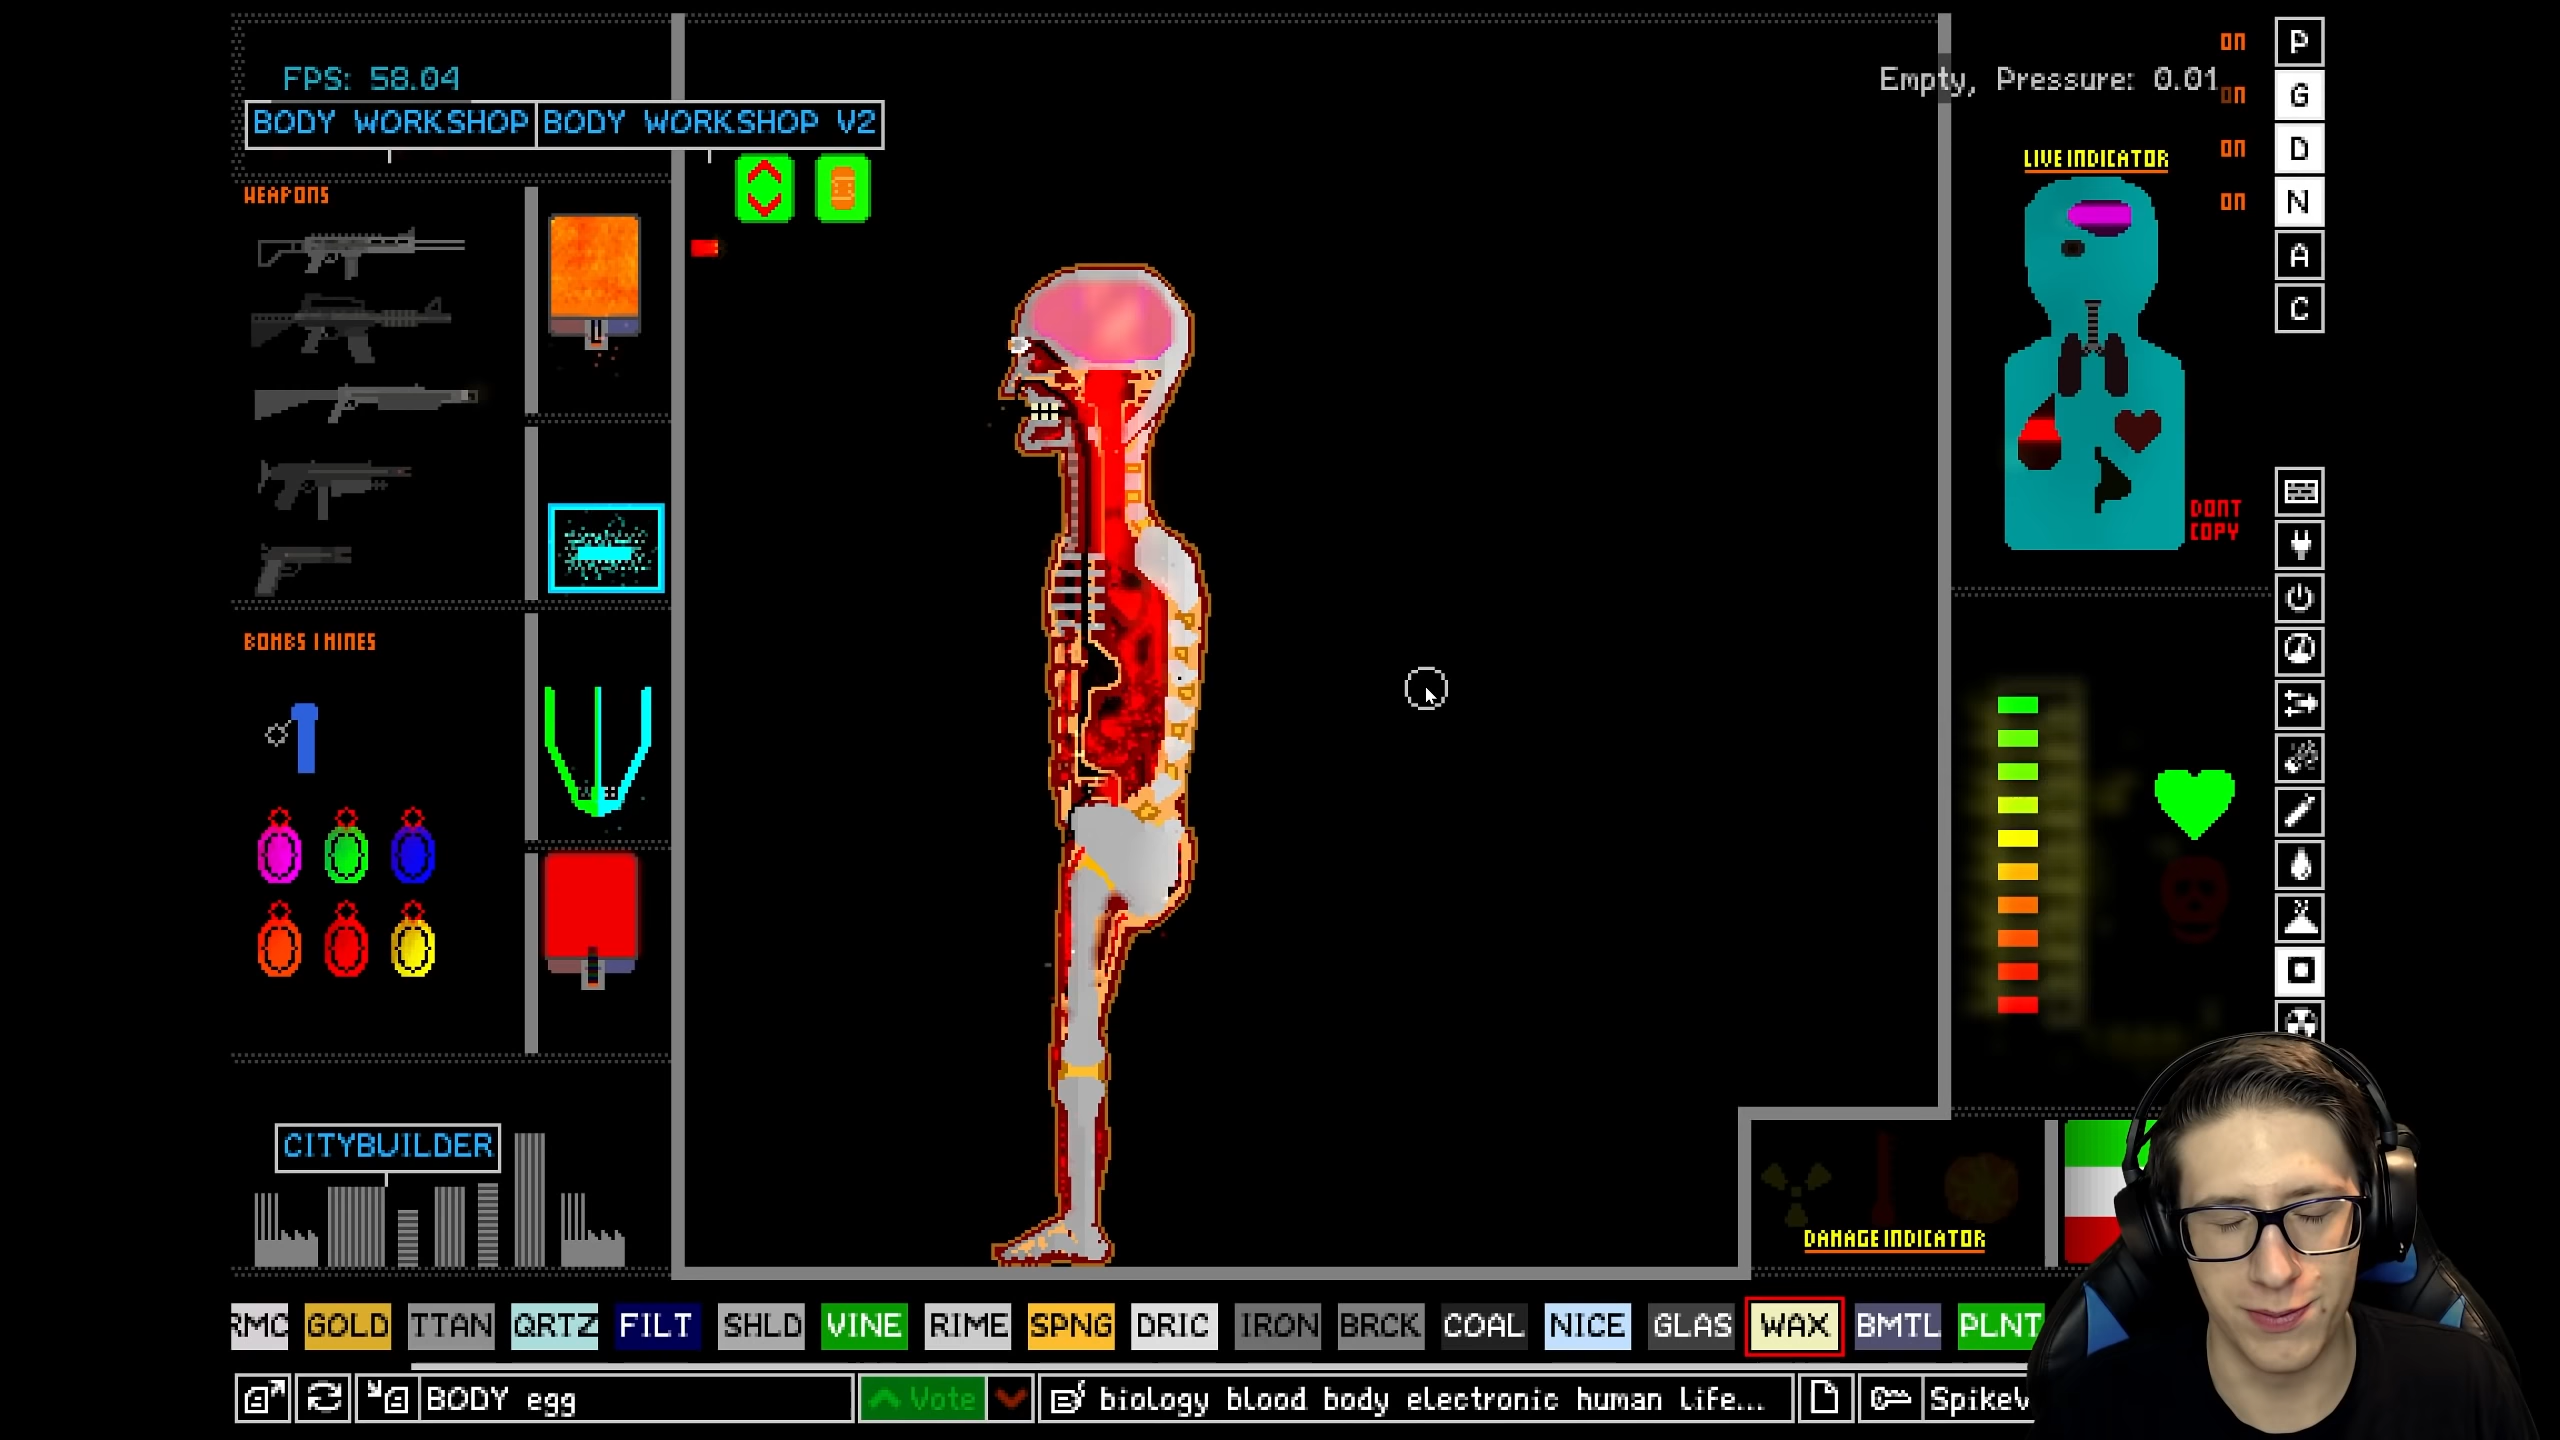 FPS: 58.04
Empty, Pressure: 0.01
ON P
ON G
ON D
ON N
A
C
BODY WORKSHOP
BODY WORKSHOP V2
LIVE INDICATOR
WEAPONS
DONT
COPY
BOMBS | MINES
CITYBUILDER
DAMAGE INDICATOR
RMC GOLD TTAN QRTZ FILT SHLD VINE RIME SPNG DRIC IRON BRCK COAL NICE GLAS WAX BMTL PLNT
BODY egg
Vote
biology blood body electronic human life...